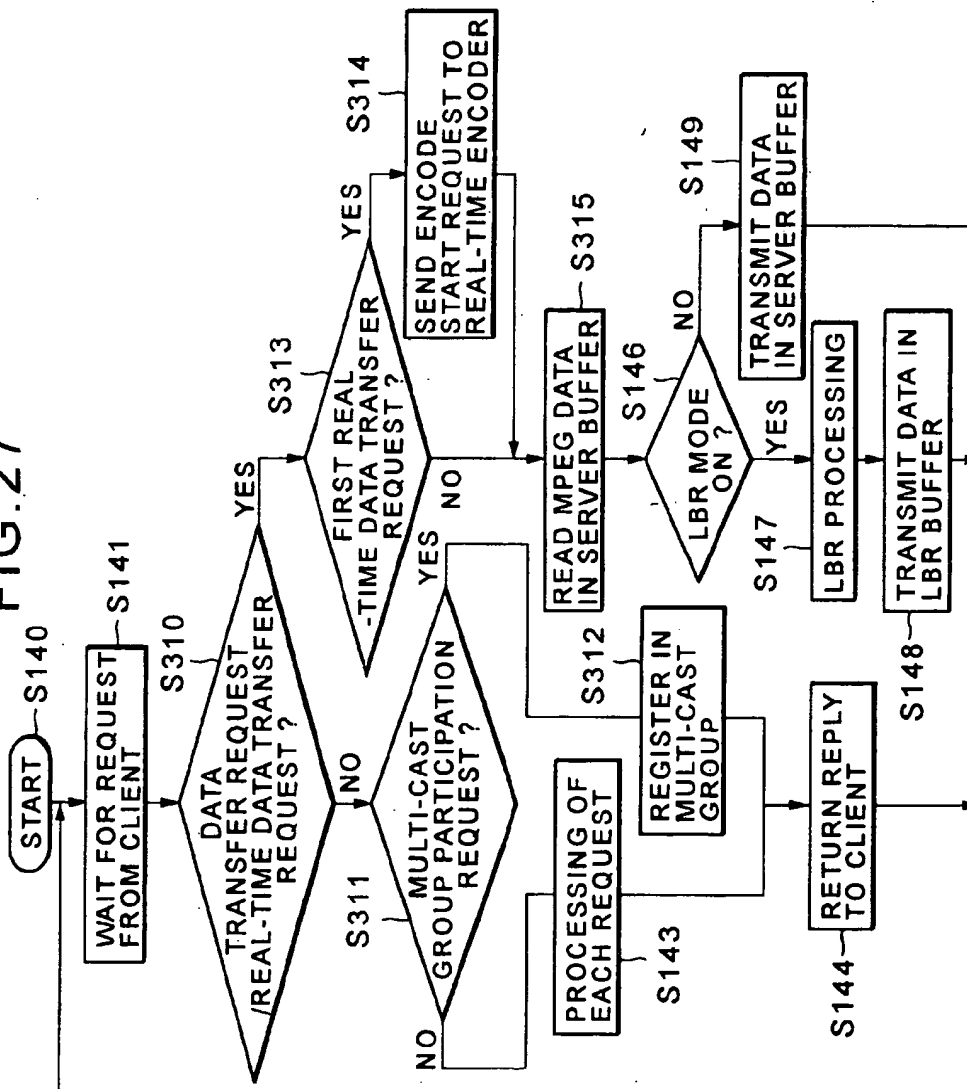 FIG.27
START
S140
WAIT FOR REQUEST
FROM CLIENT
S141
DATA
TRANSFER REQUEST
/REAL-TIME DATA TRANSFER
REQUEST ?
S310
YES
NO
FIRST REAL
-TIME DATA TRANSFER
REQUEST ?
S313
YES
NO
SEND ENCODE
START REQUEST TO
REAL-TIME ENCODER
S314
MULTI-CAST
GROUP PARTICIPATION
REQUEST ?
S311
NO
YES
READ MPEG DATA
IN SERVER BUFFER
S315
PROCESSING OF
EACH REQUEST
S143
REGISTER IN
MULTI-CAST
GROUP
S312
LBR MODE
ON ?
S146
NO
YES
TRANSMIT DATA
IN SERVER BUFFER
S149
LBR PROCESSING
S147
RETURN REPLY
TO CLIENT
S144
TRANSMIT DATA IN
LBR BUFFER
S148